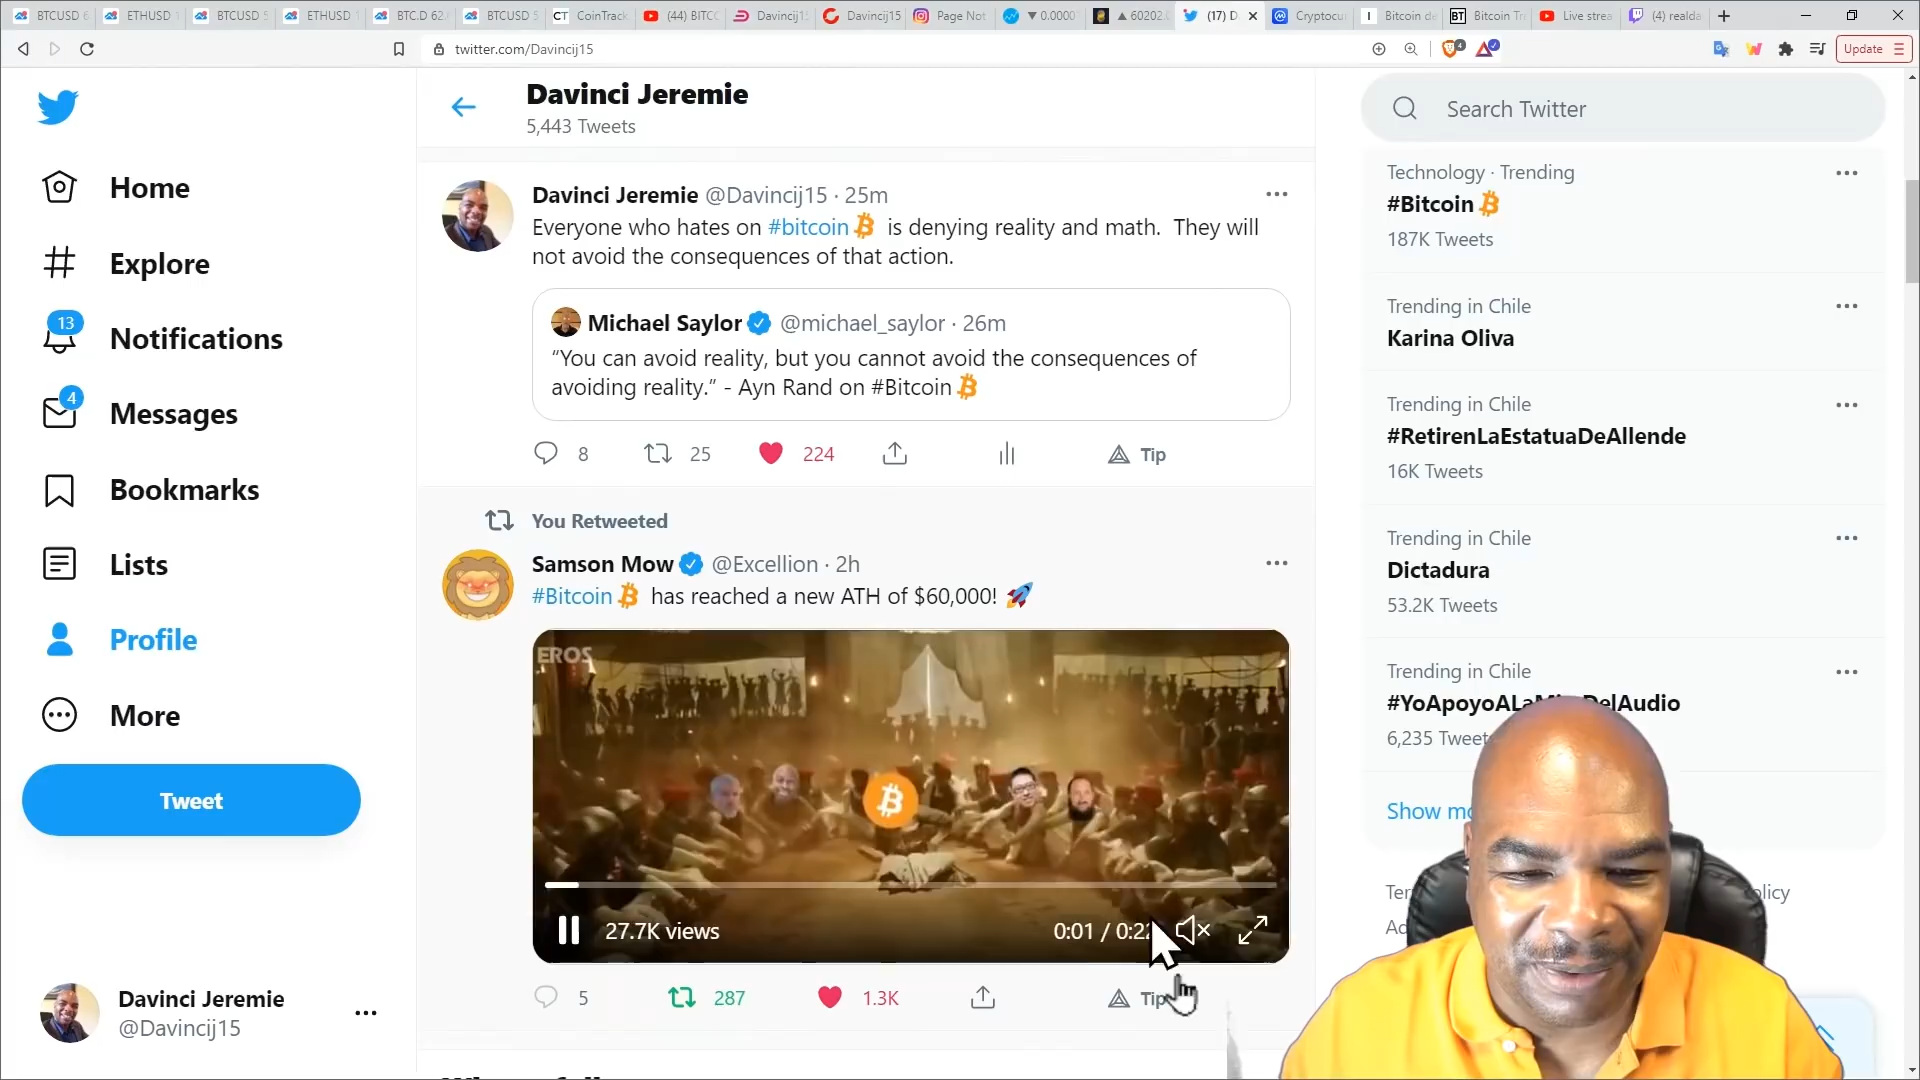 BTCUSD 6
ETHUSD 1
BTCUSD 5
ETHUSD 1
BTC.D 62.
BTCUSD 5
CT CoinTrack
(44) BITC
Davincij15
Davincij15
Page Not
▼ 0.0000
▲ 60202.
(17) D
Cryptocu
Bitcoin de
BT Bitcoin Tr
Live strea
(4) realda
twitter.com/Davincij15
Update
Home
Explore
13
Notifications
4
Messages
Bookmarks
Lists
Profile
More
Tweet
Davinci Jeremie
@Davincij15
Davinci Jeremie
5,443 Tweets
Davinci Jeremie @Davincij15 · 25m
Everyone who hates on #bitcoin is denying reality and math. They will
not avoid the consequences of that action.
Michael Saylor @michael_saylor · 26m
“You can avoid reality, but you cannot avoid the consequences of
avoiding reality.” - Ayn Rand on #Bitcoin
8 25 224 Tip
You Retweeted
Samson Mow @Excellion · 2h
#Bitcoin has reached a new ATH of $60,000! 🚀
EROS
27.7K views 0:01 / 0:22
5 287 1.3K Tip
Search Twitter
Technology · Trending
#Bitcoin
187K Tweets
Trending in Chile
Karina Oliva
Trending in Chile
#RetirenLaEstatuaDeAllende
16K Tweets
Trending in Chile
Dictadura
53.2K Tweets
Trending in Chile
#YoApoyoALaM DelAudio
6,235 Tweet
Show mo